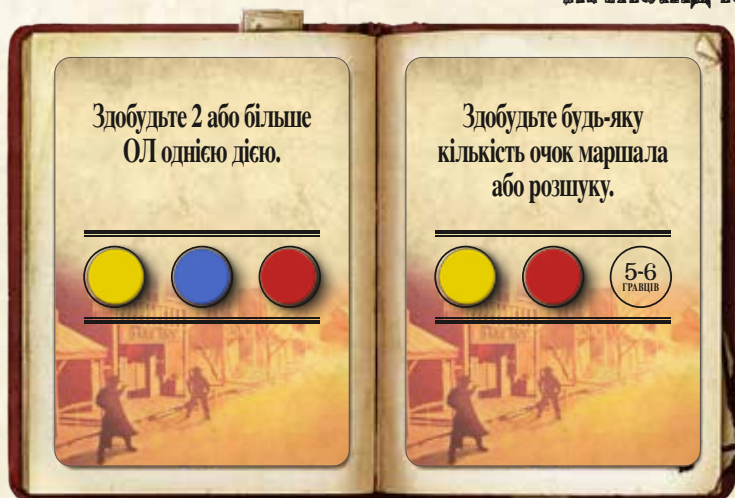 Здобудьте 2 або більше
ОЛ однією дією.
Здобудьте будь-яку
кількість очок маршала
або розшуку.
5-6
ГРАВЦІВ